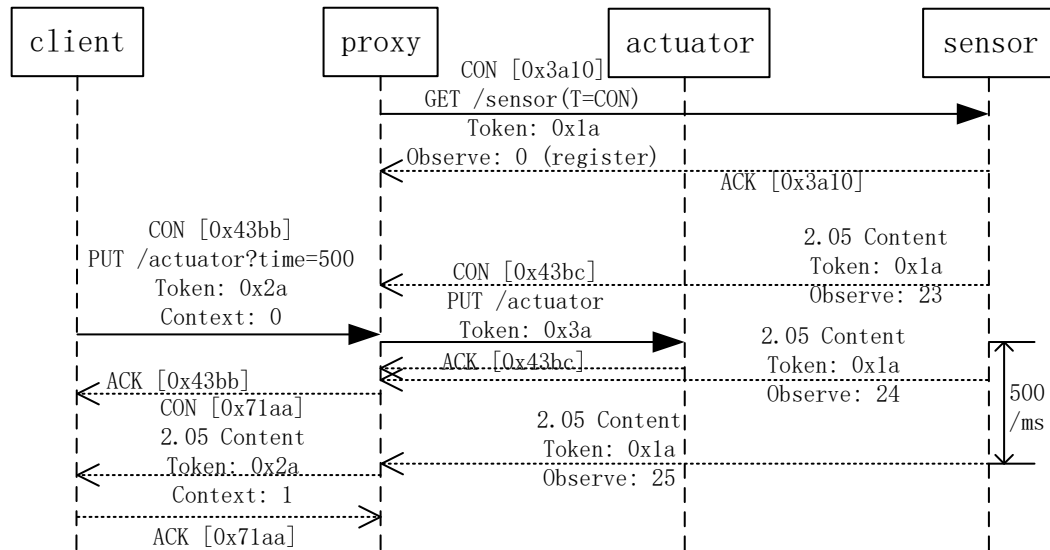 client
proxy
actuator
sensor
CON [0x3a10]
GET /sensor(T=CON)
Token: 0x1a
Observe: 0 (register)
ACK [0x3a10]
CON [0x43bb]
PUT /actuator?time=500
Token: 0x2a
Context: 0
2.05 Content
Token: 0x1a
Observe: 23
CON [0x43bc]
PUT /actuator
Token: 0x3a
ACK [0x43bc]
2.05 Content
Token: 0x1a
Observe: 24
500
/ms
ACK [0x43bb]
CON [0x71aa]
2.05 Content
Token: 0x2a
Context: 1
2.05 Content
Token: 0x1a
Observe: 25
ACK [0x71aa]